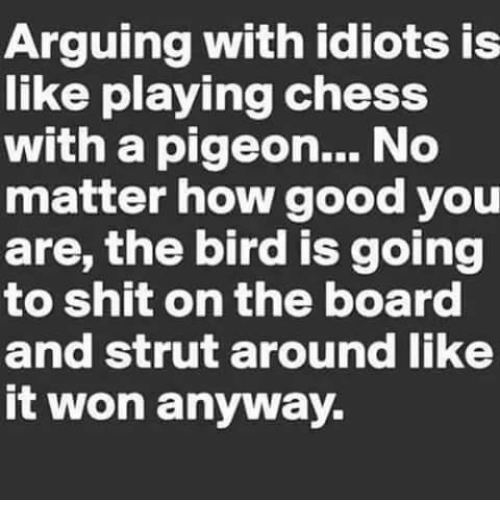 Arguing with idiots is
like playing chess
with a pigeon... No
matter how good you
are, the bird is going
to shit on the board
and strut around like
it won anyway.